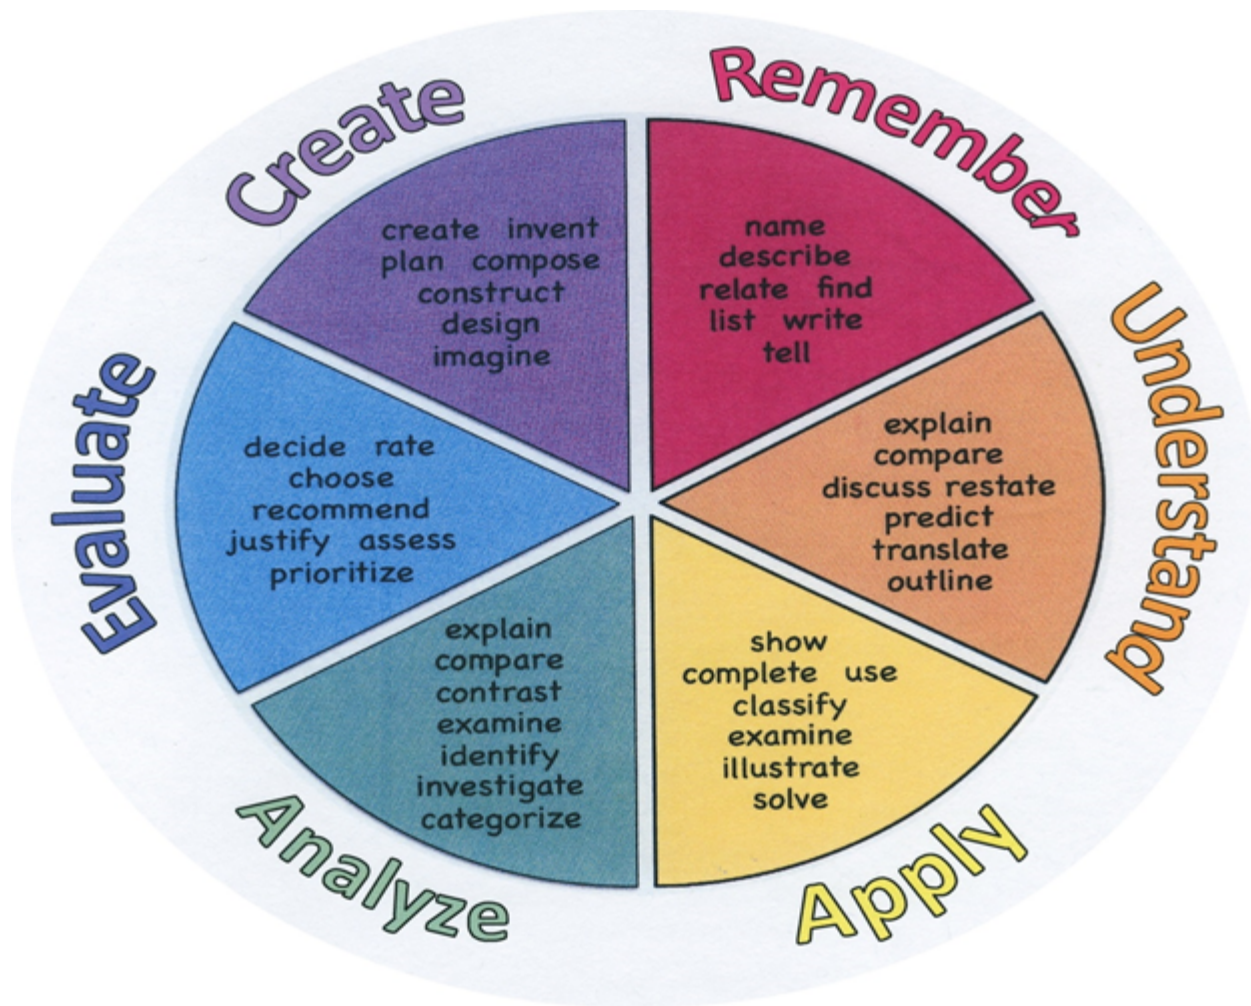 Remember
name
describe
relate find
list write
tell
Understand
explain
compare
discuss restate
predict
translate
outline
Apply
show
complete use
classify
examine
illustrate
solve
Analyze
explain
compare
contrast
examine
identify
investigate
categorize
Evaluate
decide rate
choose
recommend
justify assess
prioritize
Create
create invent
plan compose
construct
design
imagine